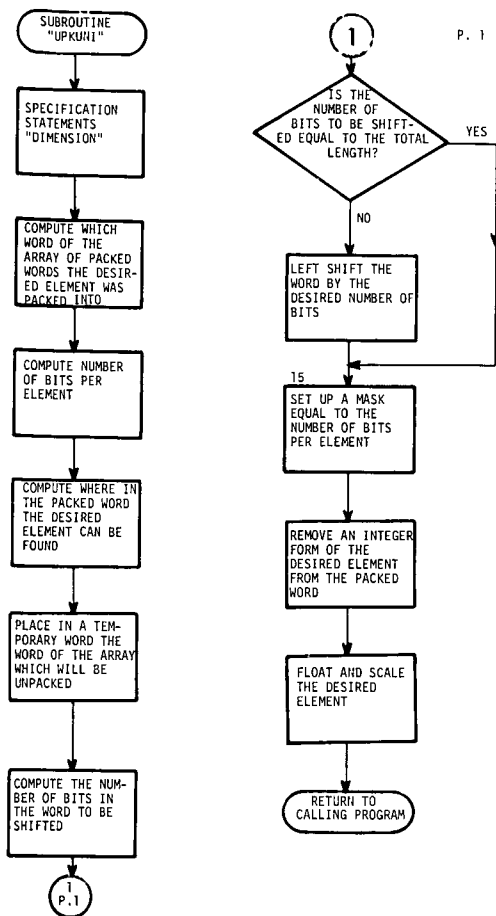 SUBROUTINE
"UPKUNI"
SPECIFICATION
STATEMENTS
"DIMENSION"
COMPUTE WHICH
WORD OF THE
ARRAY OF PACKED
WORDS THE DESIR-
ED ELEMENT WAS
PACKED INTO
COMPUTE NUMBER
OF BITS PER
ELEMENT
COMPUTE WHERE IN
THE PACKED WORD
THE DESIRED
ELEMENT CAN BE
FOUND
PLACE IN A TEM-
PORARY WORD THE
WORD OF THE ARRAY
WHICH WILL BE
UNPACKED
COMPUTE THE NUM-
BER OF BITS IN
THE WORD TO BE
SHIFTED
1
P.1
1
P. 1
IS THE
NUMBER OF
BITS TO BE SHIFT-
ED EQUAL TO THE TOTAL
LENGTH?
YES
NO
LEFT SHIFT THE
WORD BY THE
DESIRED NUMBER OF
BITS
15
SET UP A MASK
EQUAL TO THE
NUMBER OF BITS
PER ELEMENT
REMOVE AN INTEGER
FORM OF THE
DESIRED ELEMENT
FROM THE PACKED
WORD
FLOAT AND SCALE
THE DESIRED
ELEMENT
RETURN TO
CALLING PROGRAM